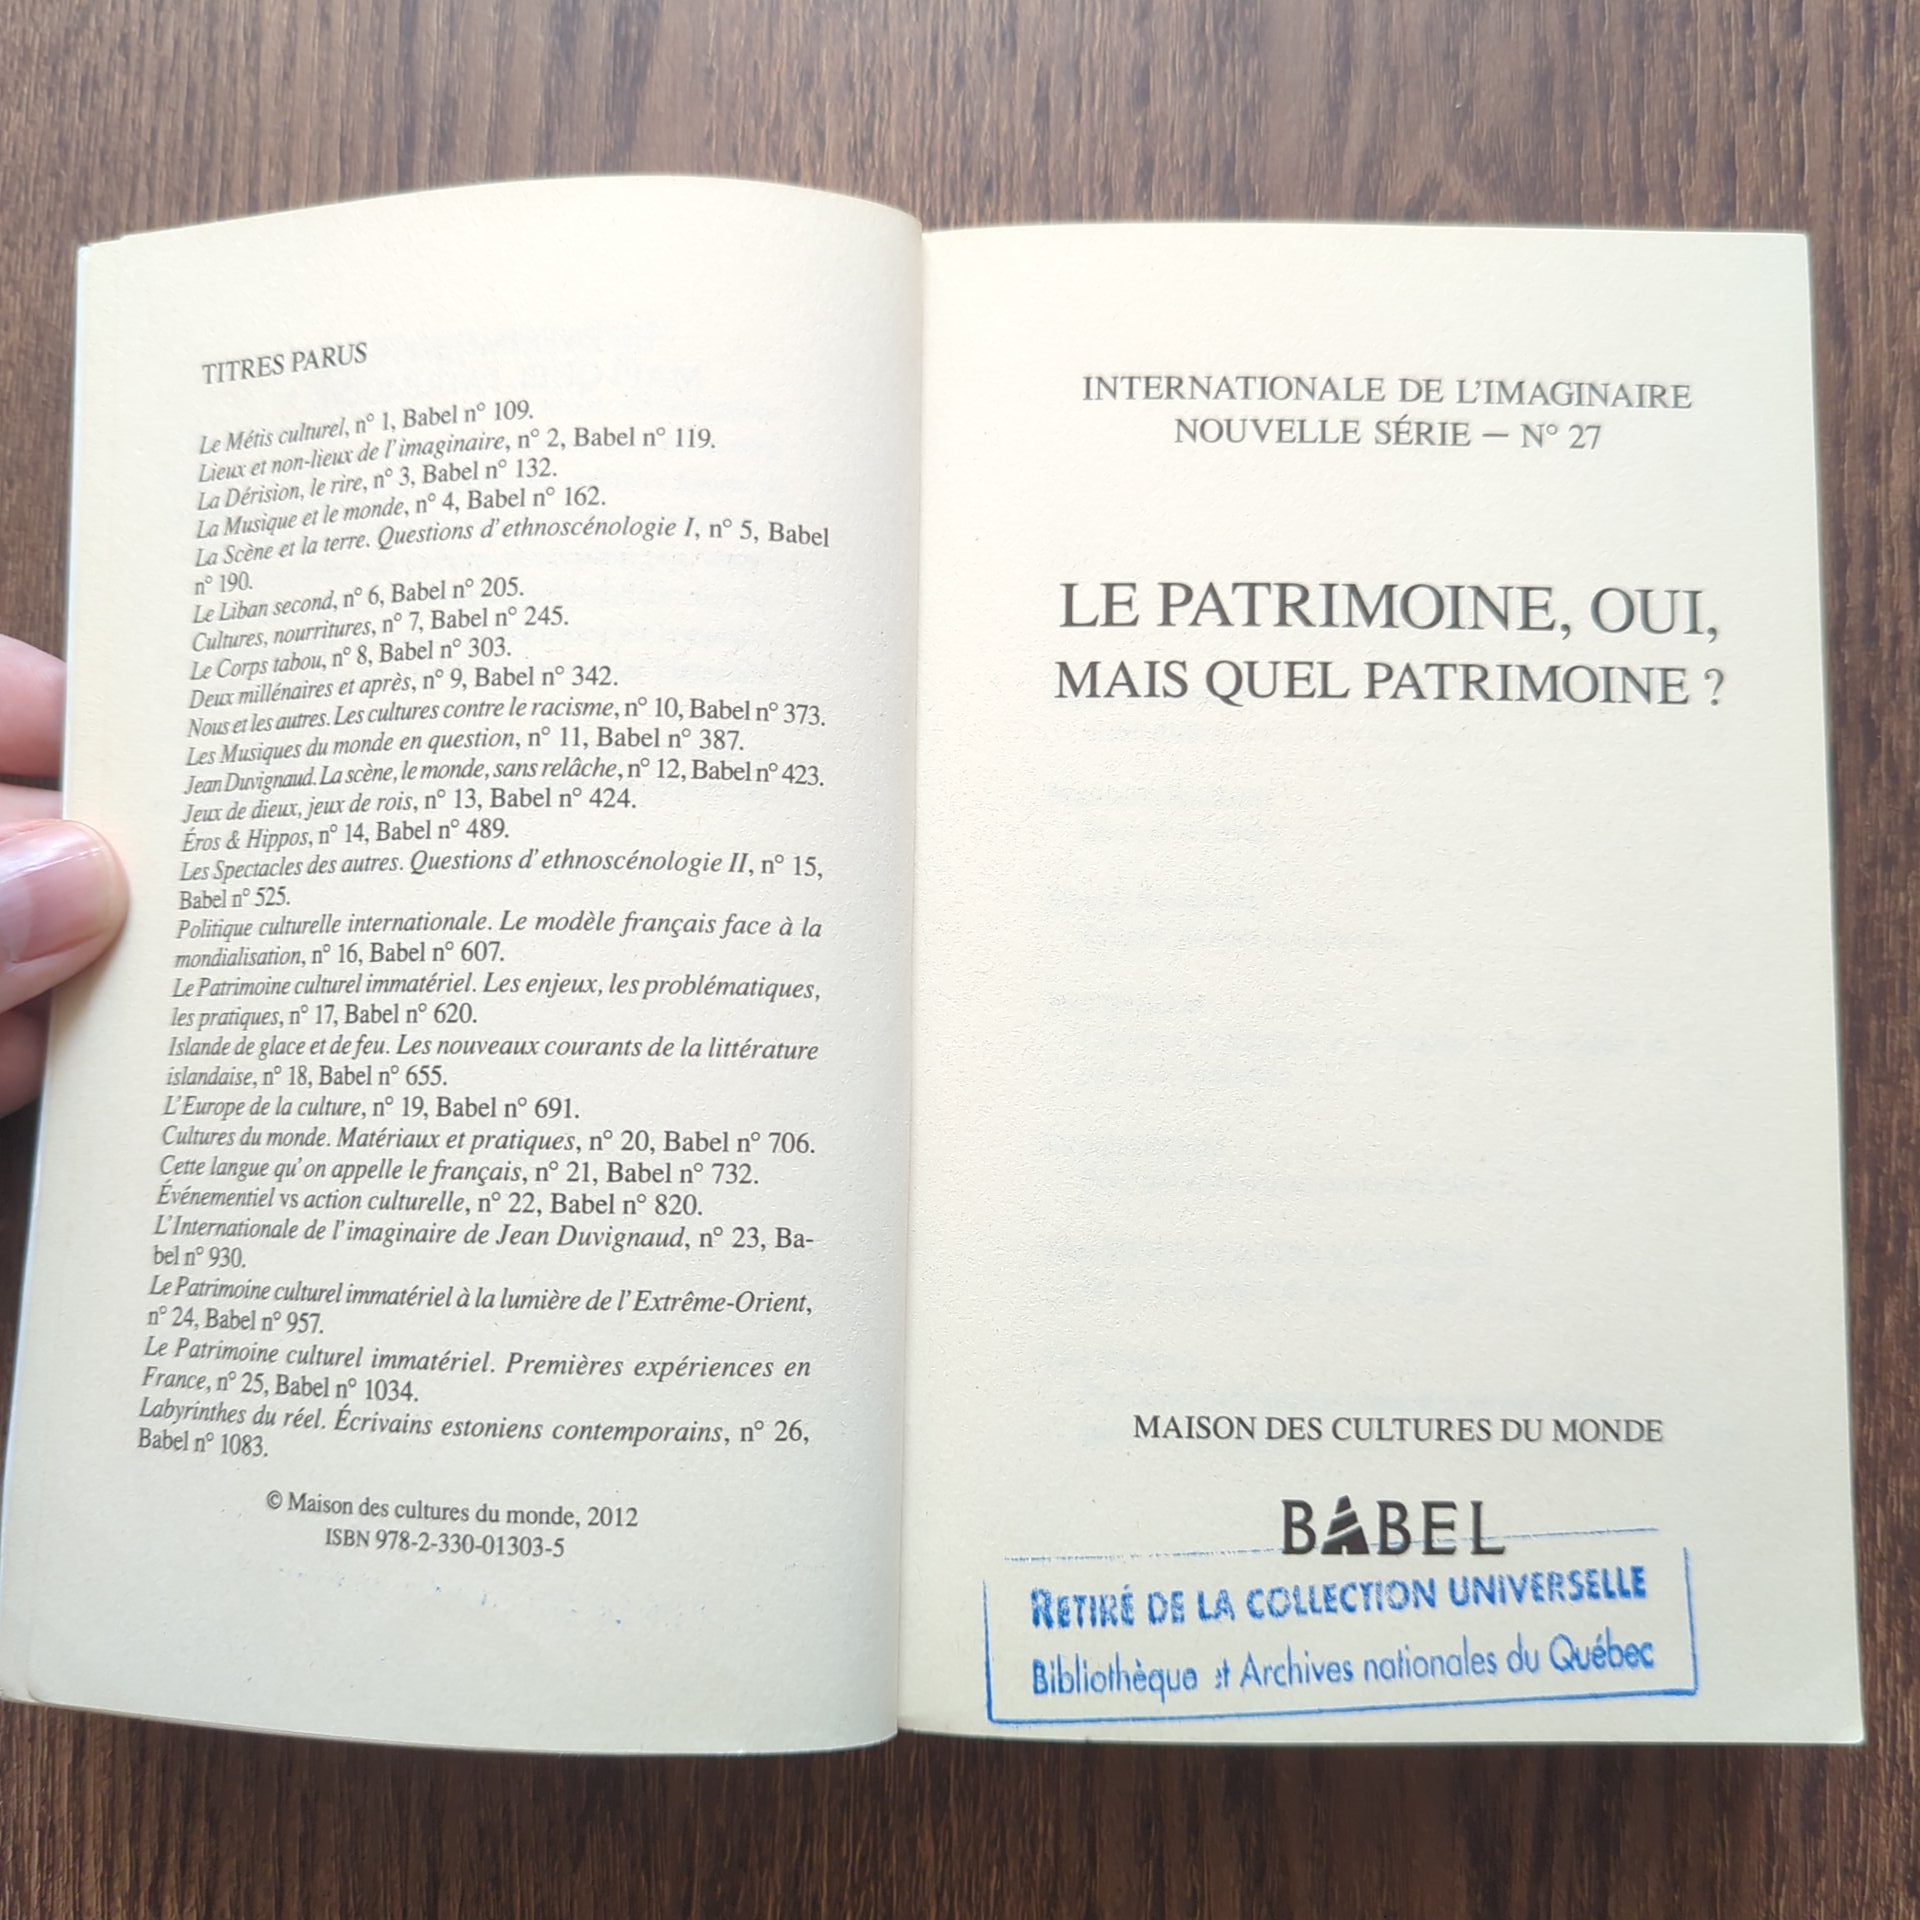 TITRES PARUS
Le Métis culturel, n° 1, Babel n° 109.
Lieux et non-lieux de l'imaginaire, n° 2, Babel n° 119.
La Dérision, le rire, n° 3, Babel n° 132.
La Musique et le monde, n° 4, Babel n° 162.
La Scène et la terre. Questions d'ethnoscénologie I, n° 5, Babel
n° 190.
Le Liban second, n° 6, Babel n° 205.
Cultures, nourritures, n° 7, Babel n° 245.
Le Corps tabou, n° 8, Babel n° 303.
Deux millénaires et après, n° 9, Babel n° 342.
Nous et les autres. Les cultures contre le racisme, n° 10, Babel n° 373.
Les Musiques du monde en question, n° 11, Babel n° 387.
Jean Duvignaud. La scène, le monde, sans relâche, n° 12, Babel n° 423.
Jeux de dieux, jeux de rois, n° 13, Babel n° 424.
Éros & Hippos, n° 14, Babel n° 489.
Les Spectacles des autres. Questions d'ethnoscénologie II, n° 15,
Babel n° 525.
Politique culturelle internationale. Le modèle français face à la
mondialisation, n° 16, Babel n° 607.
Le Patrimoine culturel immatériel. Les enjeux, les problématiques,
les pratiques, n° 17, Babel n° 620.
Islande de glace et de feu. Les nouveaux courants de la littérature
islandaise, n° 18, Babel n° 655.
L'Europe de la culture, n° 19, Babel n° 691.
Cultures du monde. Matériaux et pratiques, n° 20, Babel n° 706.
Cette langue qu'on appelle le français, n° 21, Babel n° 732.
Événementiel vs action culturelle, n° 22, Babel n° 820.
L'Internationale de l'imaginaire de Jean Duvignaud, n° 23, Ba-
bel n° 930.
Le Patrimoine culturel immatériel à la lumière de l'Extrême-Orient,
n° 24, Babel n° 957.
Le Patrimoine culturel immatériel. Premières expériences en
France, n° 25, Babel n° 1034.
Labyrinthes du réel. Écrivains estoniens contemporains, n° 26,
Babel n° 1083.
© Maison des cultures du monde, 2012
ISBN 978-2-330-01303-5
INTERNATIONALE DE L'IMAGINAIRE
NOUVELLE SÉRIE – N° 27
LE PATRIMOINE, OUI,
MAIS QUEL PATRIMOINE ?
MAISON DES CULTURES DU MONDE
BABEL
RETIRÉ DE LA COLLECTION UNIVERSELLE
Bibliothèque et Archives nationales du Québec